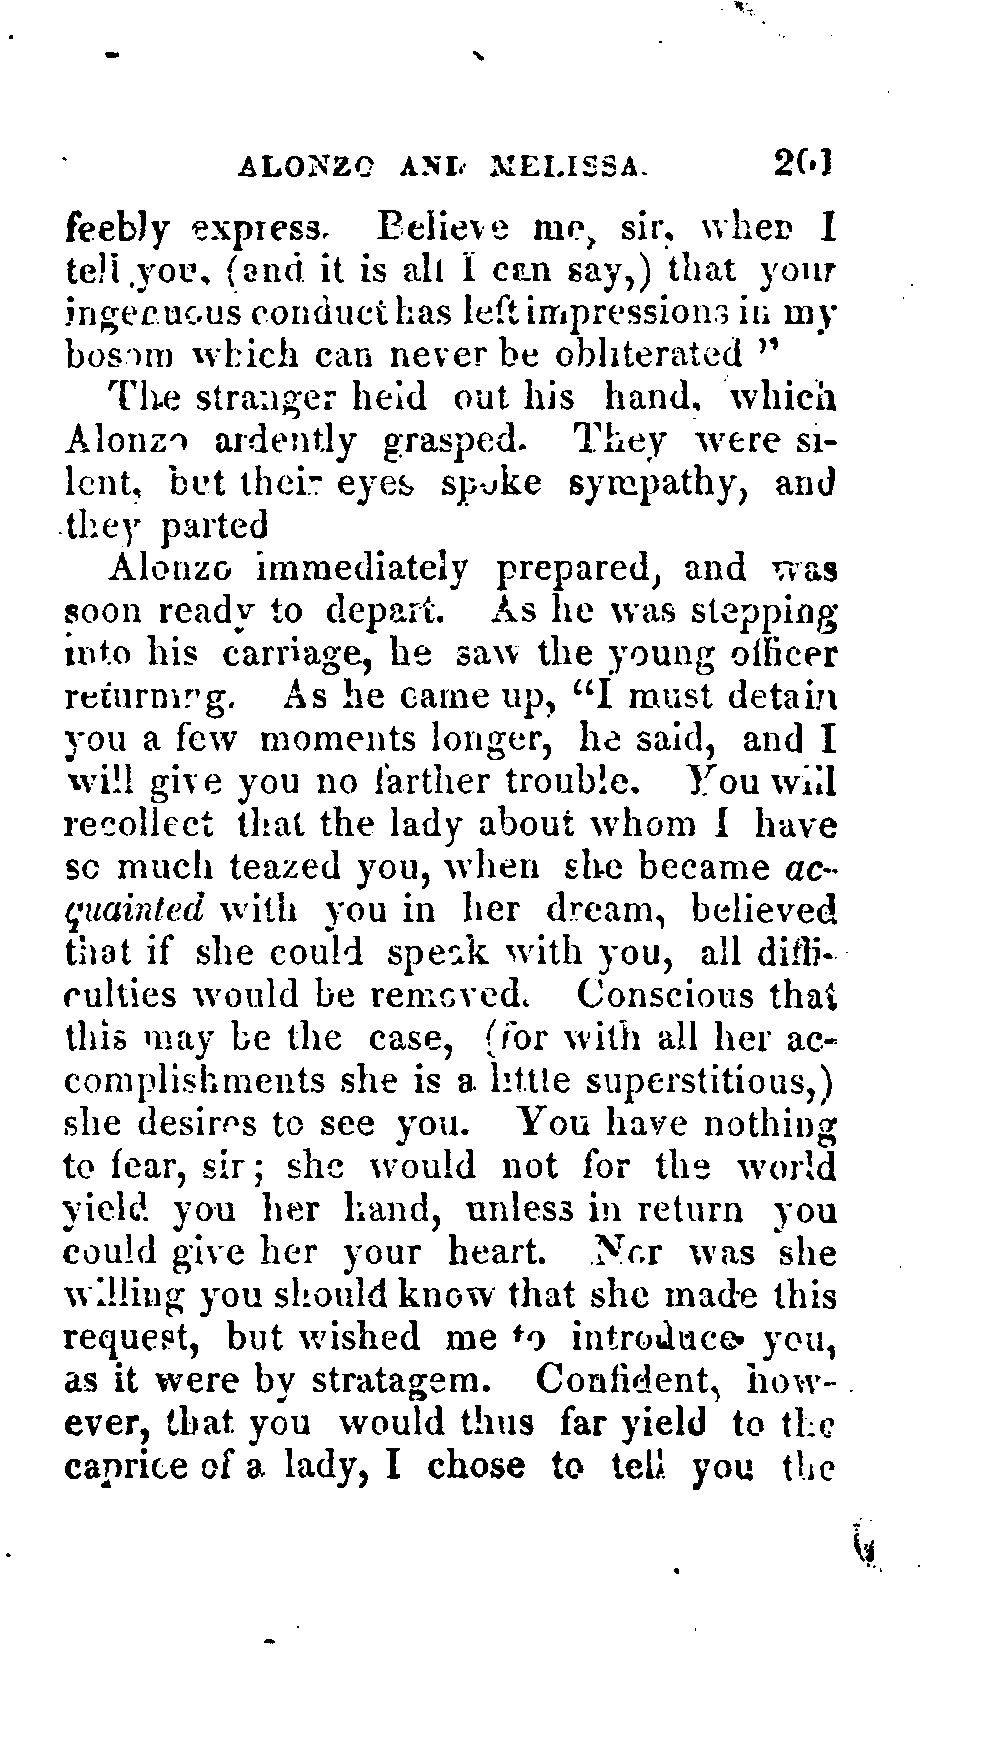 ALONZO AND MELISSA. 201
feebly express. Believe me, sir, when I
tell you, (and it is all I can say,) that your
ingenuous conduct has left impressions in my
bosom which can never be obliterated "
The stranger held out his hand, which
Alonzo ardently grasped. They were si-
lent, but their eyes spoke sympathy, and
they parted
Alonzo immediately prepared, and was
soon ready to depart. As he was stepping
into his carriage, he saw the young officer
returning. As he came up, "I must detain
you a few moments longer, he said, and I
will give you no farther trouble. You will
recollect that the lady about whom I have
so much teazed you, when she became ac-
quainted with you in her dream, believed
that if she could speak with you, all diffi-
culties would be removed. Conscious that
this may be the case, (for with all her ac-
complishments she is a little superstitious,)
she desires to see you. You have nothing
to fear, sir; she would not for the world
yield you her hand, unless in return you
could give her your heart. Nor was she
willing you should know that she made this
request, but wished me to introduce you,
as it were by stratagem. Confident, how-
ever, that you would thus far yield to the
caprice of a lady, I chose to tell you the